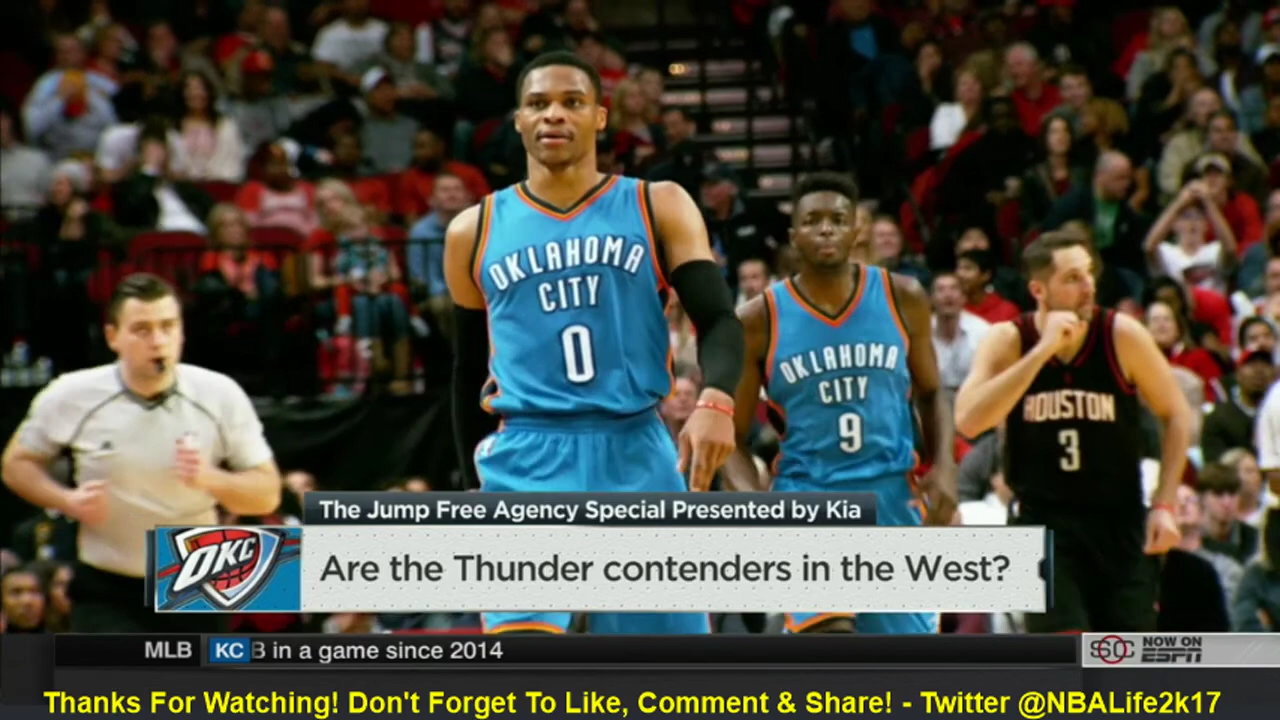 OKLAHOMA
CITY
0
OKLAHOMA
CITY
9
HOUSTON
3
The Jump Free Agency Special Presented by Kia
OKC
Are the Thunder contenders in the West?
MLB KC B in a game since 2014
NOW ON
ESPN
Thanks For Watching! Don't Forget To Like, Comment & Share! - Twitter @NBALife2k17